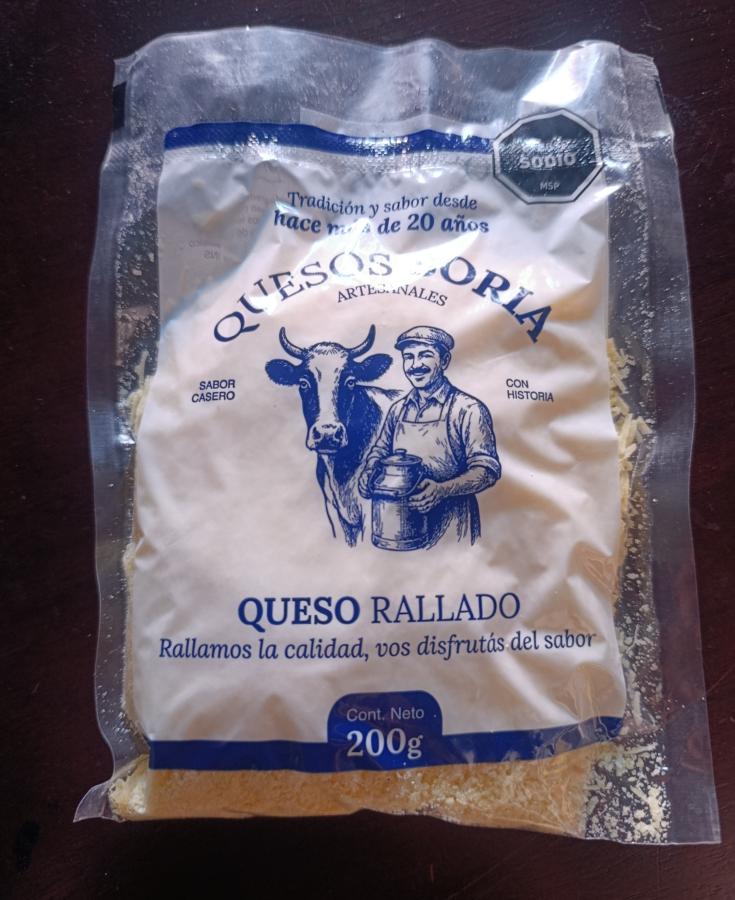 SODIO
MSP
Tradición y sabor desde
hace más de 20 años
QUESOS
ARTESANALES
SABOR
CASERO
CON
HISTORIA
QUESO RALLADO
Rallamos la calidad, vos disfrutás del sabor
Cont. Neto
200g